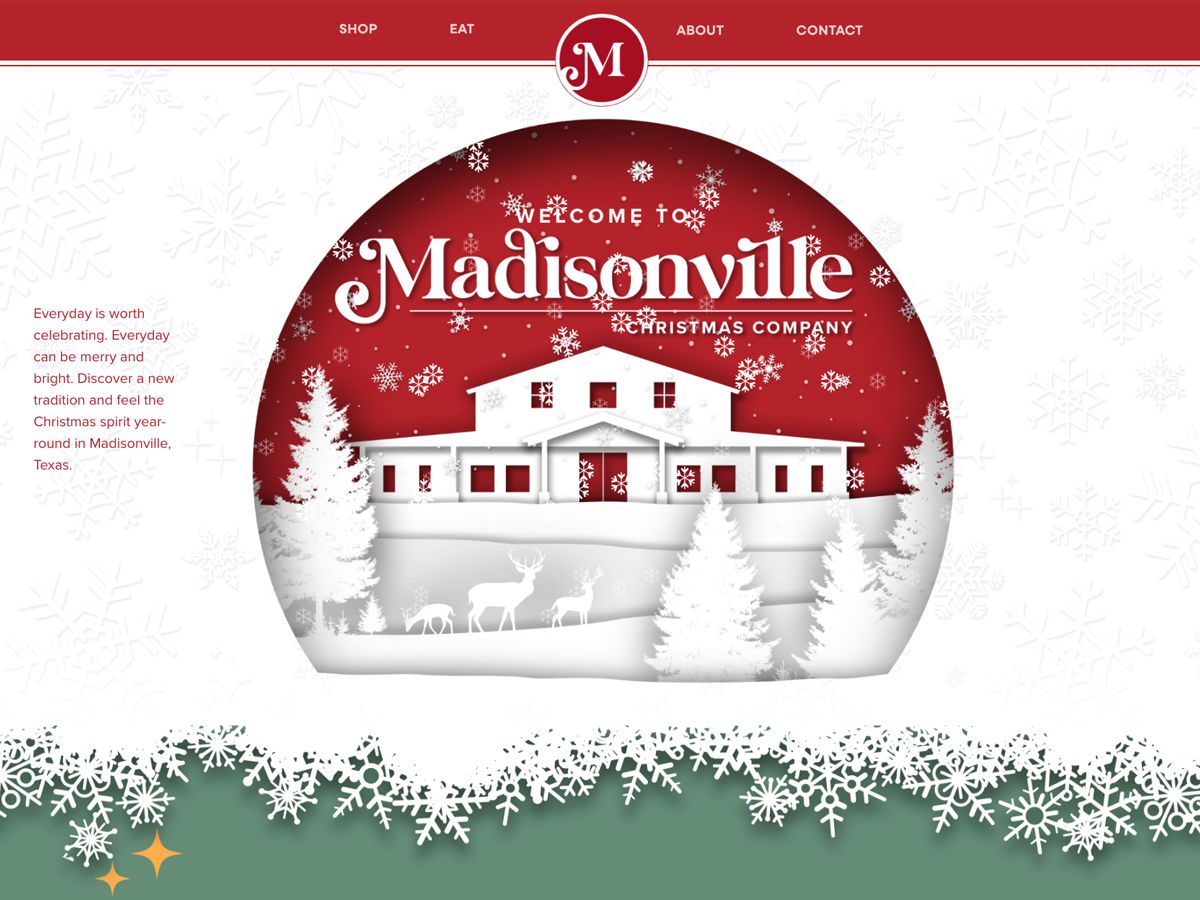 SHOP EAT M ABOUT CONTACT
WELCOME TO
Madisonville
CHRISTMAS COMPANY
Everyday is worth
celebrating. Everyday
can be merry and
bright. Discover a new
tradition and feel the
Christmas spirit year-
round in Madisonville,
Texas.